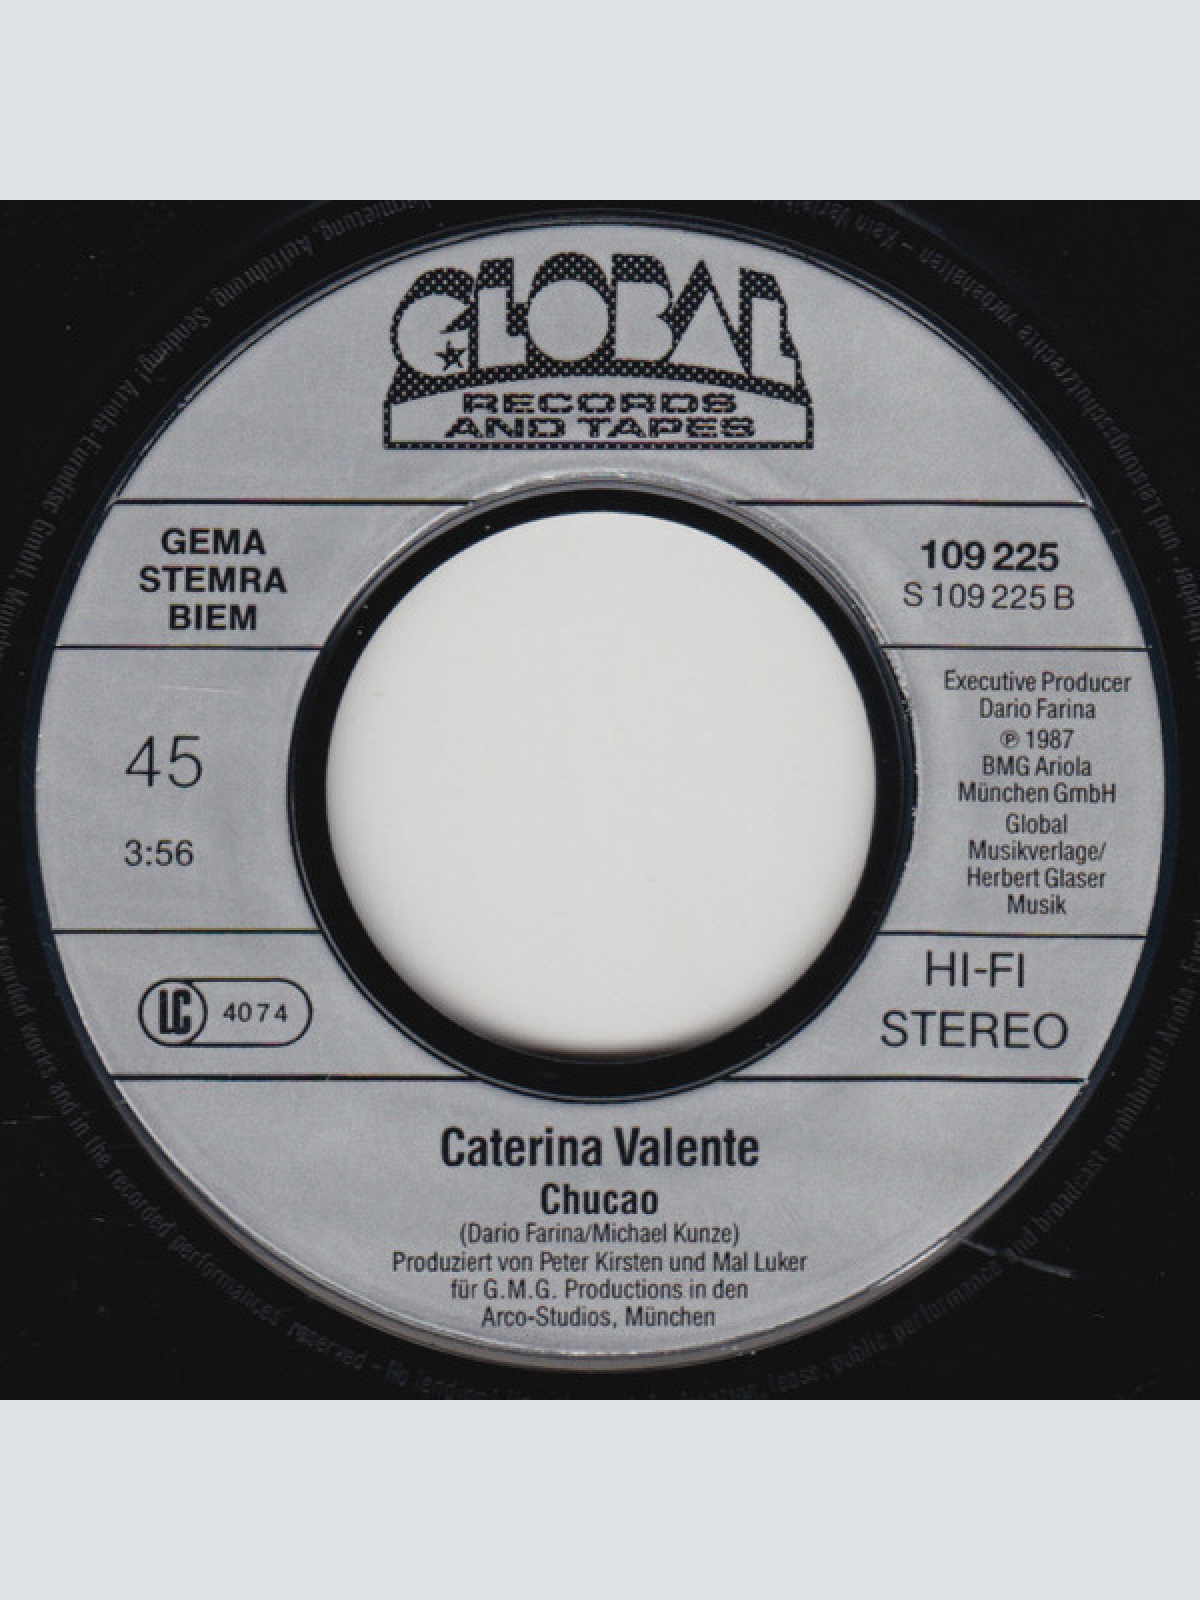 GLOBAL
RECORDS
AND TAPES
GEMA
STEMRA
BIEM
109 225
S 109 225 B
45
3:56
Executive Producer
Dario Farina
℗ 1987
BMG Ariola
München GmbH
Global
Musikverlage/
Herbert Glaser
Musik
LC 4074
HI-FI
STEREO
Caterina Valente
Chucao
(Dario Farina/Michael Kunze)
Produziert von Peter Kirsten und Mal Luker
für G.M.G. Productions in den
Arco-Studios, München